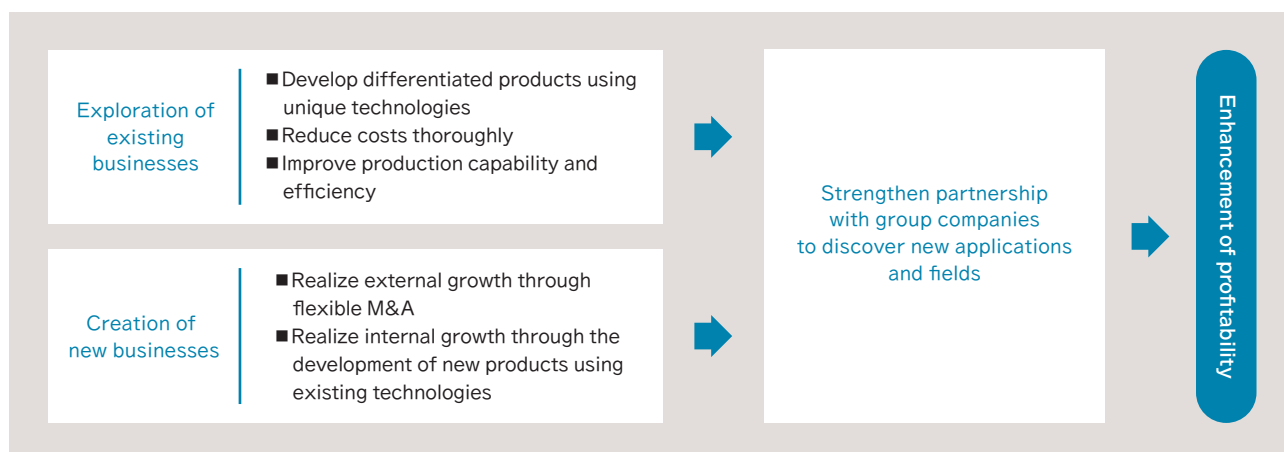 Exploration of
existing
businesses
■Develop differentiated products using
unique technologies
■Reduce costs thoroughly
■Improve production capability and
efficiency
Creation of
new businesses
■Realize external growth through
flexible M&A
■Realize internal growth through the
development of new products using
existing technologies
Strengthen partnership
with group companies
to discover new applications
and fields
Enhancement of profitability